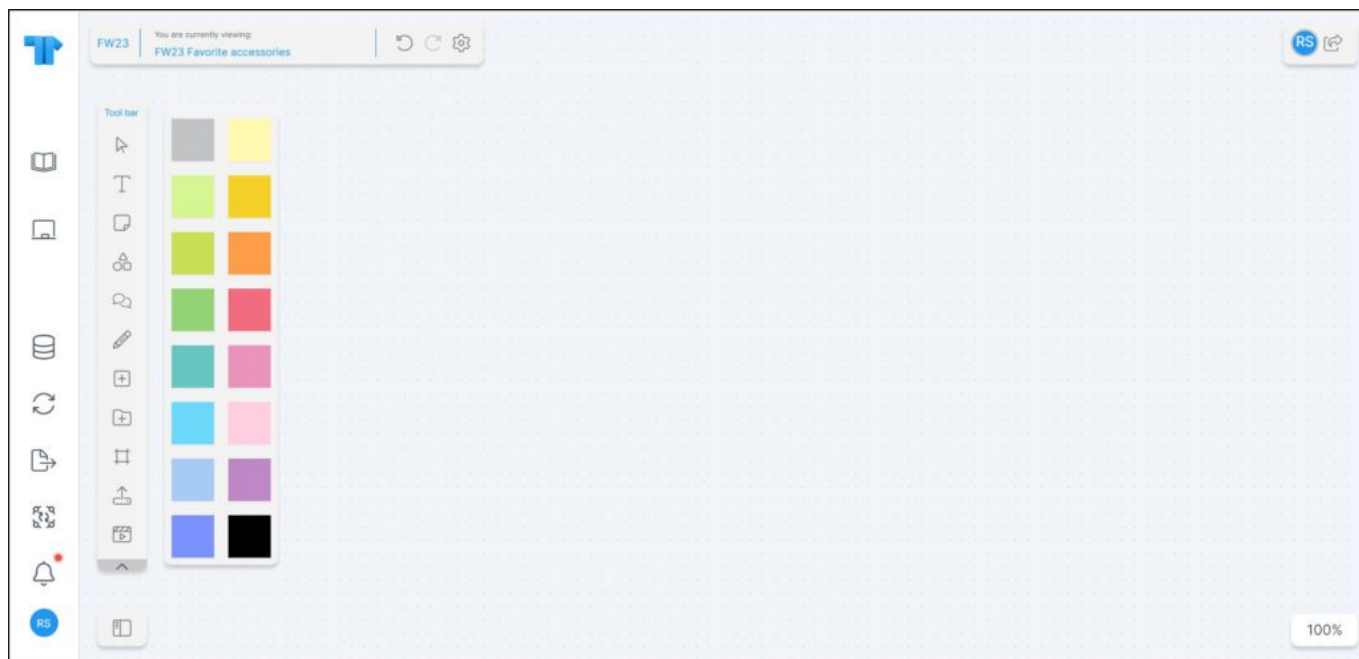 FW23
You are currently viewing:
FW23 Favorite accessories
RS
Tool bar
RS
100%